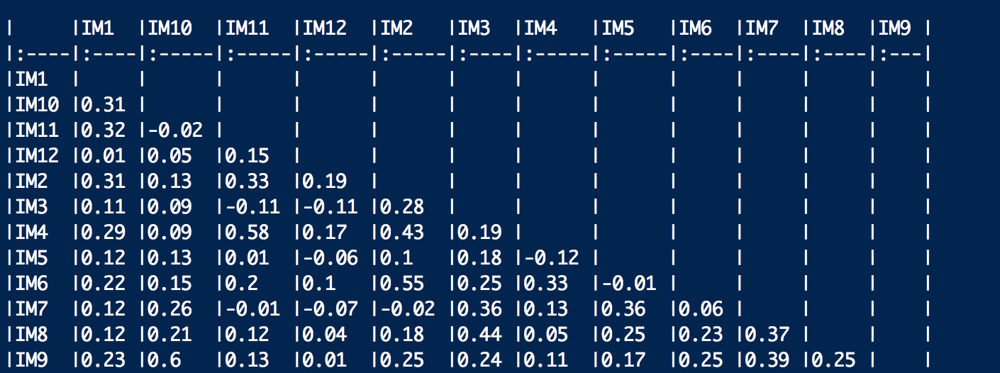 |      |IM1  |IM10  |IM11  |IM12  |IM2   |IM3  |IM4   |IM5   |IM6  |IM7  |IM8  |IM9 |
|:----|:----|:-----|:-----|:-----|:-----|:----|:-----|:-----|:----|:----|:----|:---|
|IM1  |     |      |      |      |      |     |      |      |     |     |     |    |
|IM10 |0.31 |      |      |      |      |     |      |      |     |     |     |    |
|IM11 |0.32 |-0.02 |      |      |      |     |      |      |     |     |     |    |
|IM12 |0.01 |0.05  |0.15  |      |      |     |      |      |     |     |     |    |
|IM2  |0.31 |0.13  |0.33  |0.19  |      |     |      |      |     |     |     |    |
|IM3  |0.11 |0.09  |-0.11 |-0.11 |0.28  |     |      |      |     |     |     |    |
|IM4  |0.29 |0.09  |0.58  |0.17  |0.43  |0.19 |      |      |     |     |     |    |
|IM5  |0.12 |0.13  |0.01  |-0.06 |0.1   |0.18 |-0.12 |      |     |     |     |    |
|IM6  |0.22 |0.15  |0.2   |0.1   |0.55  |0.25 |0.33  |-0.01 |     |     |     |    |
|IM7  |0.12 |0.26  |-0.01 |-0.07 |-0.02 |0.36 |0.13  |0.36  |0.06 |     |     |    |
|IM8  |0.12 |0.21  |0.12  |0.04  |0.18  |0.44 |0.05  |0.25  |0.23 |0.37 |     |    |
|IM9  |0.23 |0.6   |0.13  |0.01  |0.25  |0.24 |0.11  |0.17  |0.25 |0.39 |0.25 |    |